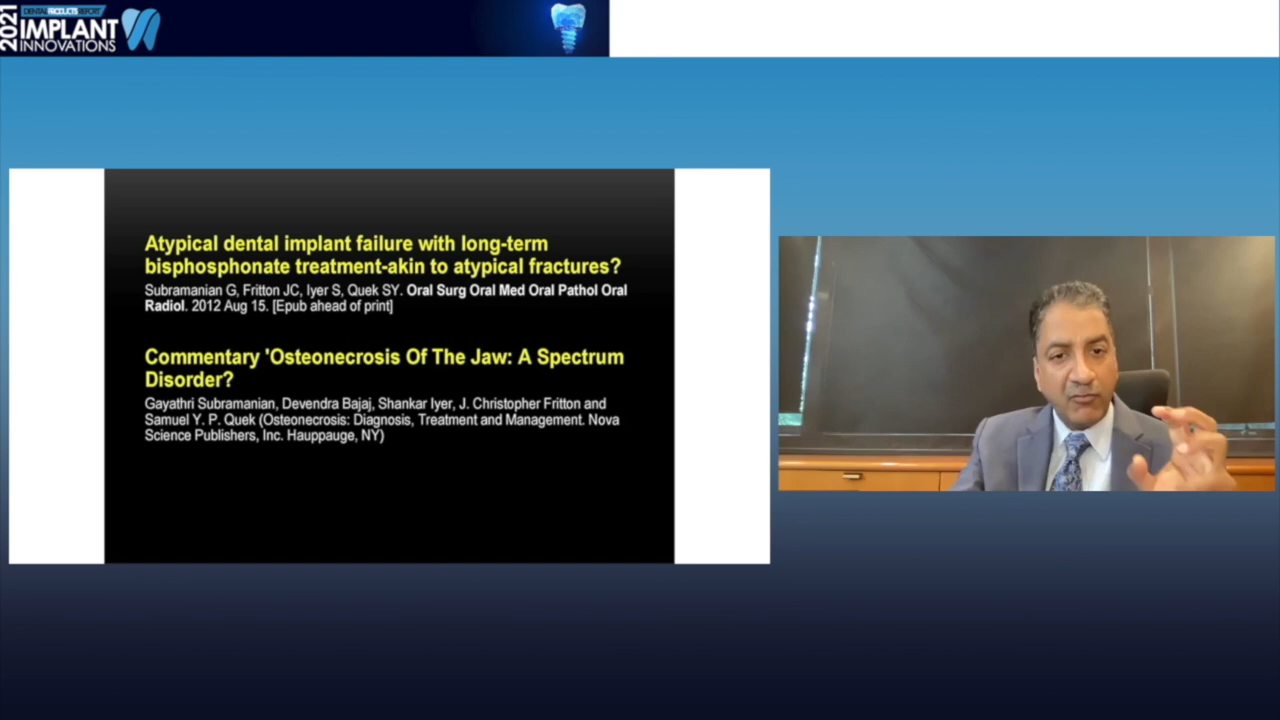 2021
DENTAL PRODUCTS REPORT
IMPLANT
INNOVATIONS
Atypical dental implant failure with long-term
bisphosphonate treatment-akin to atypical fractures?
Subramanian G, Fritton JC, Iyer S, Quek SY. Oral Surg Oral Med Oral Pathol Oral
Radiol. 2012 Aug 15. [Epub ahead of print]
Commentary 'Osteonecrosis Of The Jaw: A Spectrum
Disorder?
Gayathri Subramanian, Devendra Bajaj, Shankar Iyer, J. Christopher Fritton and
Samuel Y. P. Quek (Osteonecrosis: Diagnosis, Treatment and Management. Nova
Science Publishers, Inc. Hauppauge, NY)